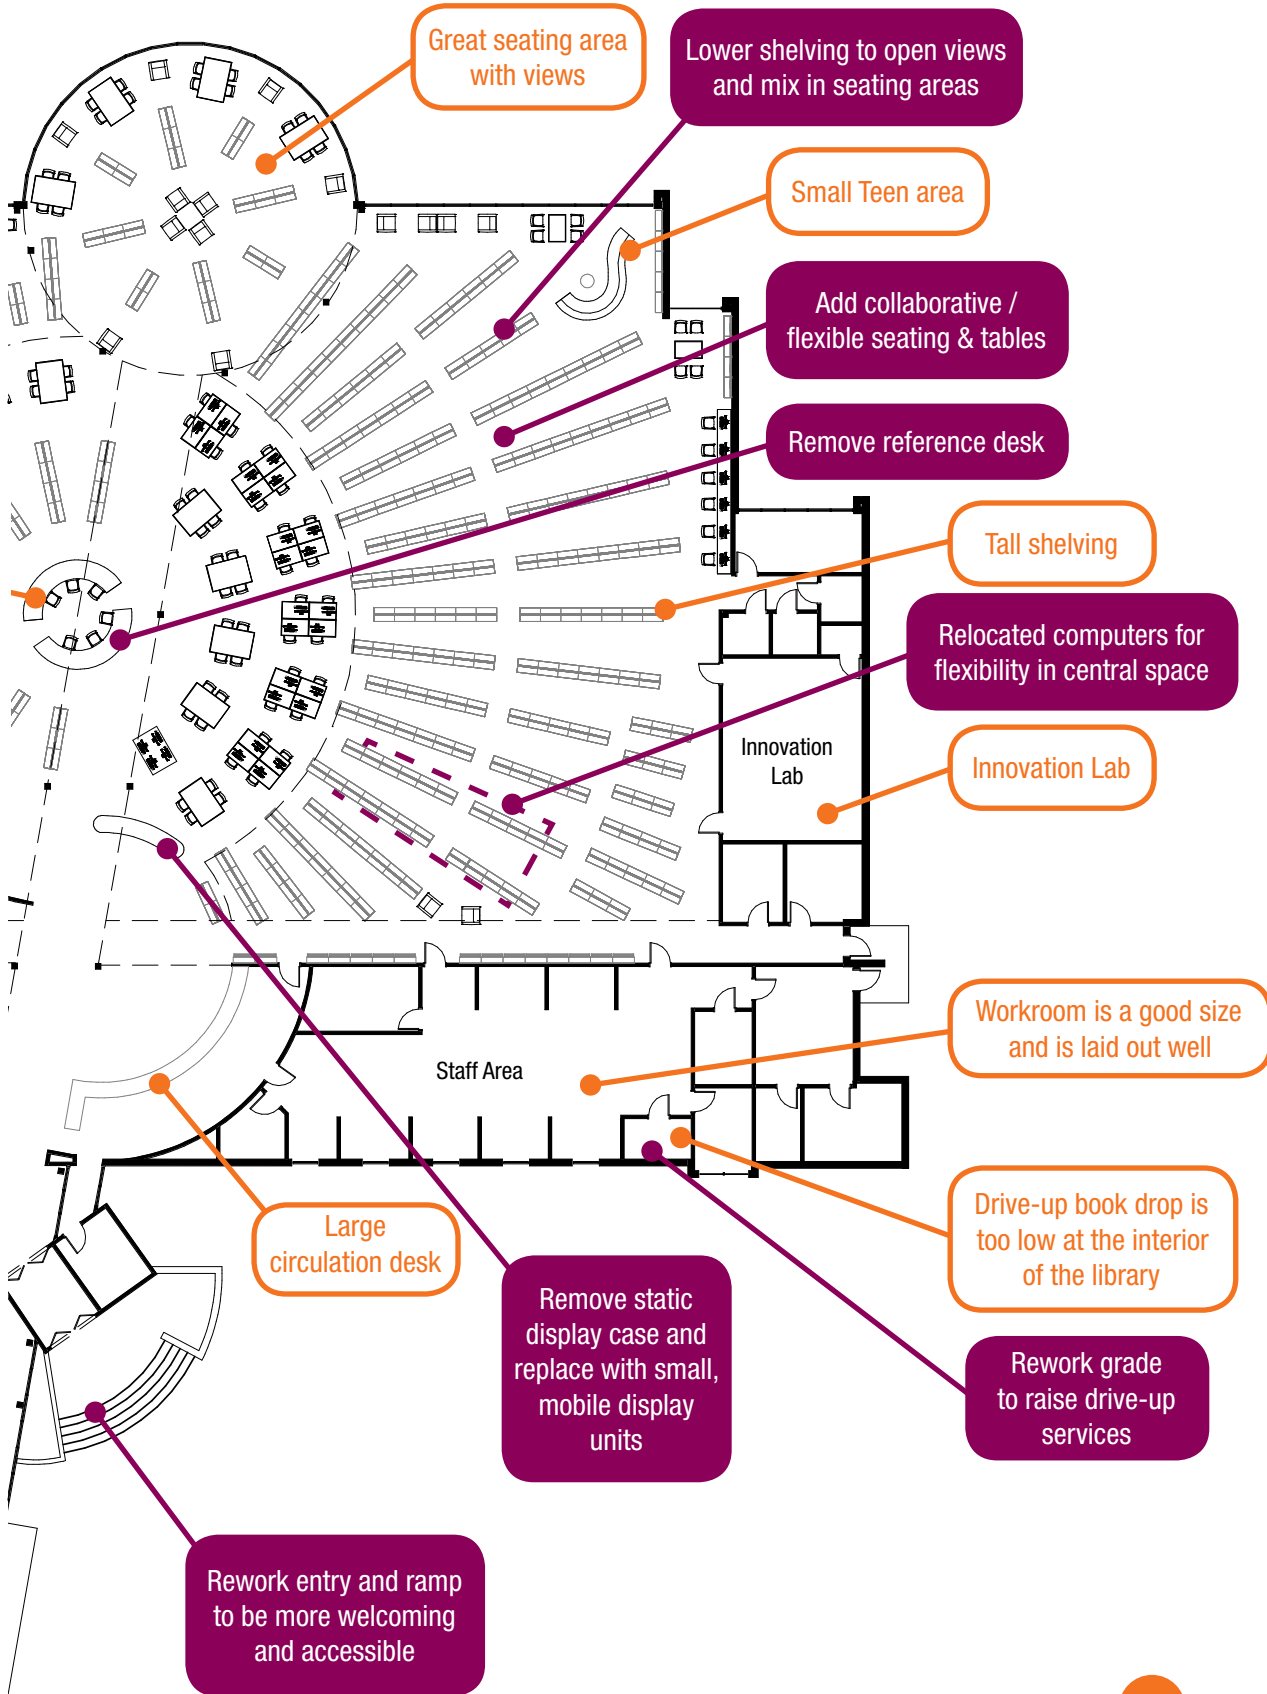 Great seating area
with views
Lower shelving to open views
and mix in seating areas
Small Teen area
Add collaborative /
flexible seating & tables
Remove reference desk
Tall shelving
Relocated computers for
flexibility in central space
Innovation
Lab
Innovation Lab
Workroom is a good size
and is laid out well
Staff Area
Drive-up book drop is
too low at the interior
of the library
Large
circulation desk
Remove static
display case and
replace with small,
mobile display
units
Rework grade
to raise drive-up
services
Rework entry and ramp
to be more welcoming
and accessible